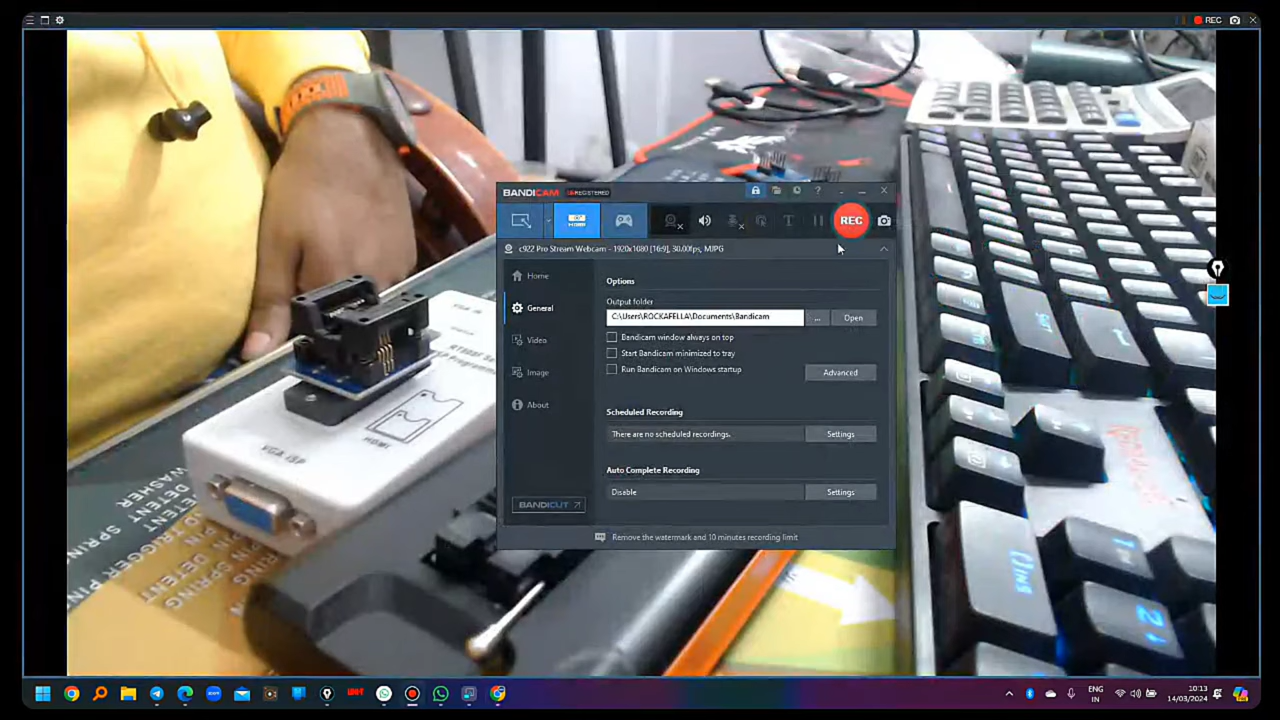 REC
BANDICAM UNREGISTERED
REC
c922 Pro Stream Webcam - 1920x1080 [16:9], 30.00fps, MJPG
Home
General
Video
Image
About
BANDICUT
Options
Output folder
C:\Users\ROCKAFELLA\Documents\Bandicam
...
Open
Bandicam window always on top
Start Bandicam minimized to tray
Run Bandicam on Windows startup
Advanced
Scheduled Recording
There are no scheduled recordings.
Settings
Auto Complete Recording
Disable
Settings
Remove the watermark and 10 minutes recording limit
HDMI
VGA ISP
WASHER
DETENT SPRING
DETENT TRIGGER PIN
SPRING
DETENT
ENG
IN
10:13
14/03/2024